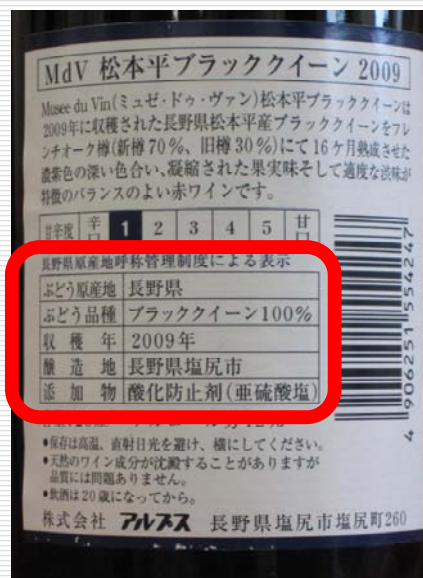 MdV 松本平ブラッククイーン 2009
Musee du Vin(ミュゼ・ドゥ・ヴァン)松本平ブラッククイーンは
2009年に収穫された長野県松本平産ブラッククイーンをフレ
ンチオーク樽(新樽70%、旧樽30%)にて16ヶ月熟成させた
濃紫色の深い色合い、凝縮された果実味そして適度な渋味が
特徴のバランスのよい赤ワインです。
甘辛度 辛口 1 2 3 4 5 甘口
長野県原産地呼称管理制度による表示
ぶどう原産地 長野県
ぶどう品種 ブラッククイーン100%
収穫年 2009年
醸造地 長野県塩尻市
添加物 酸化防止剤(亜硫酸塩)
●保存は高温、直射日光を避け、横にしてください。
●天然のワイン成分が沈澱することがありますが
品質には問題ありません。
●飲酒は20歳になってから。
株式会社 アルプス 長野県塩尻市塩尻町260
4906251554247